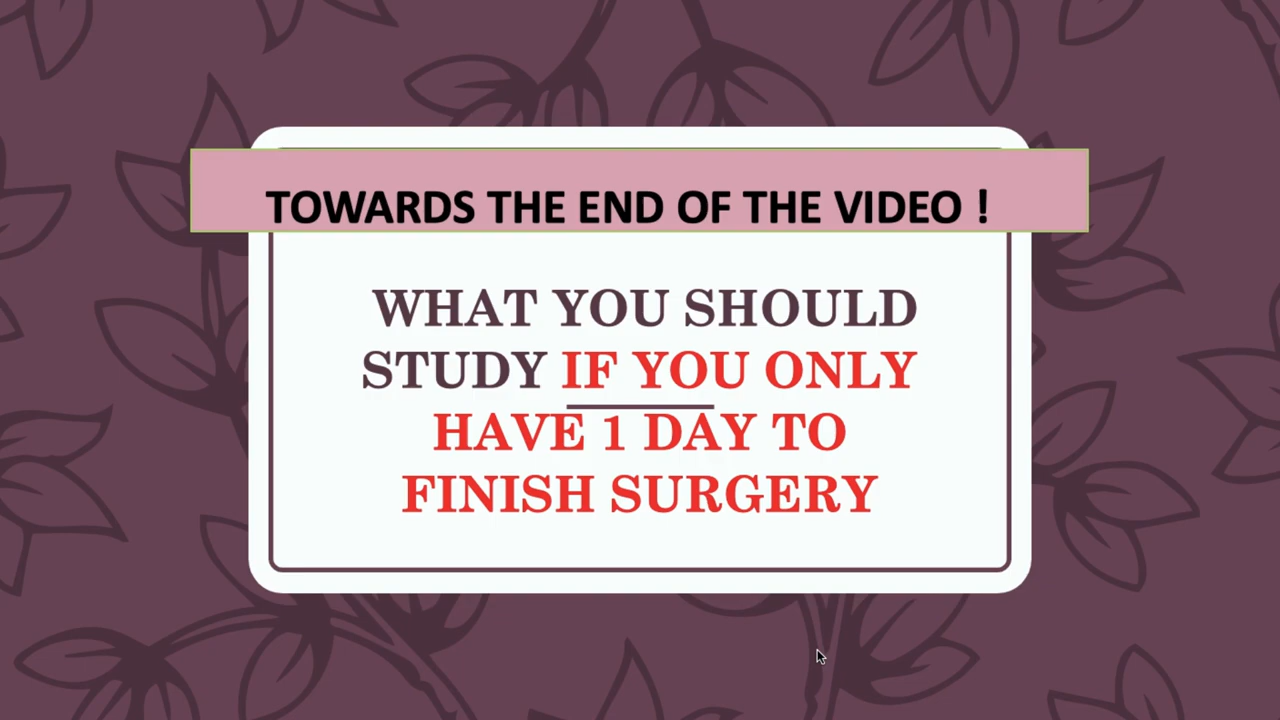 TOWARDS THE END OF THE VIDEO !
WHAT YOU SHOULD
STUDY IF YOU ONLY
HAVE 1 DAY TO
FINISH SURGERY